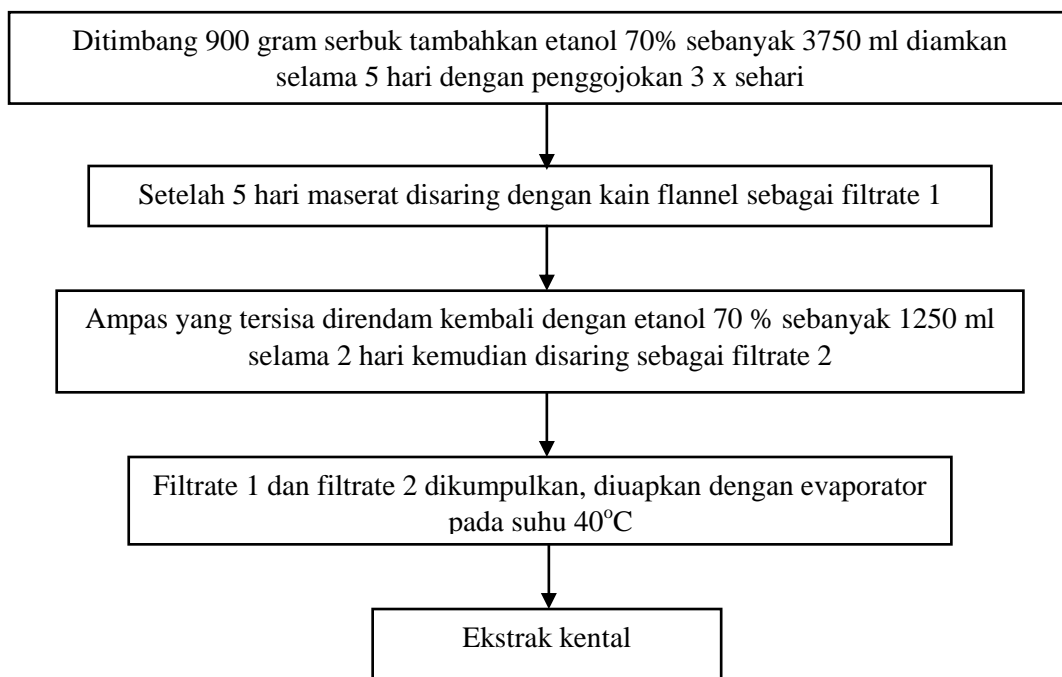 Ditimbang 900 gram serbuk tambahkan etanol 70% sebanyak 3750 ml diamkan
selama 5 hari dengan penggojokan 3 x sehari
Setelah 5 hari maserat disaring dengan kain flannel sebagai filtrate 1
Ampas yang tersisa direndam kembali dengan etanol 70 % sebanyak 1250 ml
selama 2 hari kemudian disaring sebagai filtrate 2
Filtrate 1 dan filtrate 2 dikumpulkan, diuapkan dengan evaporator
pada suhu 40°C
Ekstrak kental